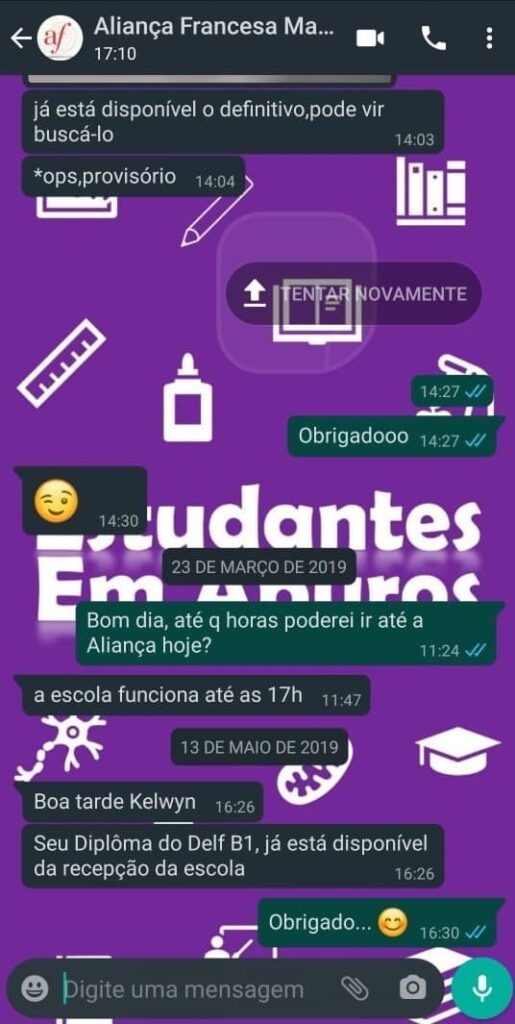 af
Aliança Francesa Ma...
17:10
já está disponível o definitivo,pode vir
buscá-lo
14:03
*ops,provisório 14:04
TENTAR NOVAMENTE
14:27
Obrigadooo 14:27
14:30
Estudantes
23 DE MARÇO DE 2019
Em Apuros
Bom dia, até q horas poderei ir até a
Aliança hoje?
11:24
a escola funciona até as 17h 11:47
13 DE MAIO DE 2019
Boa tarde Kelwyn 16:26
Seu Diplôma do Delf B1, já está disponível
da recepção da escola
16:26
Obrigado... 😊 16:30
Digite uma mensagem